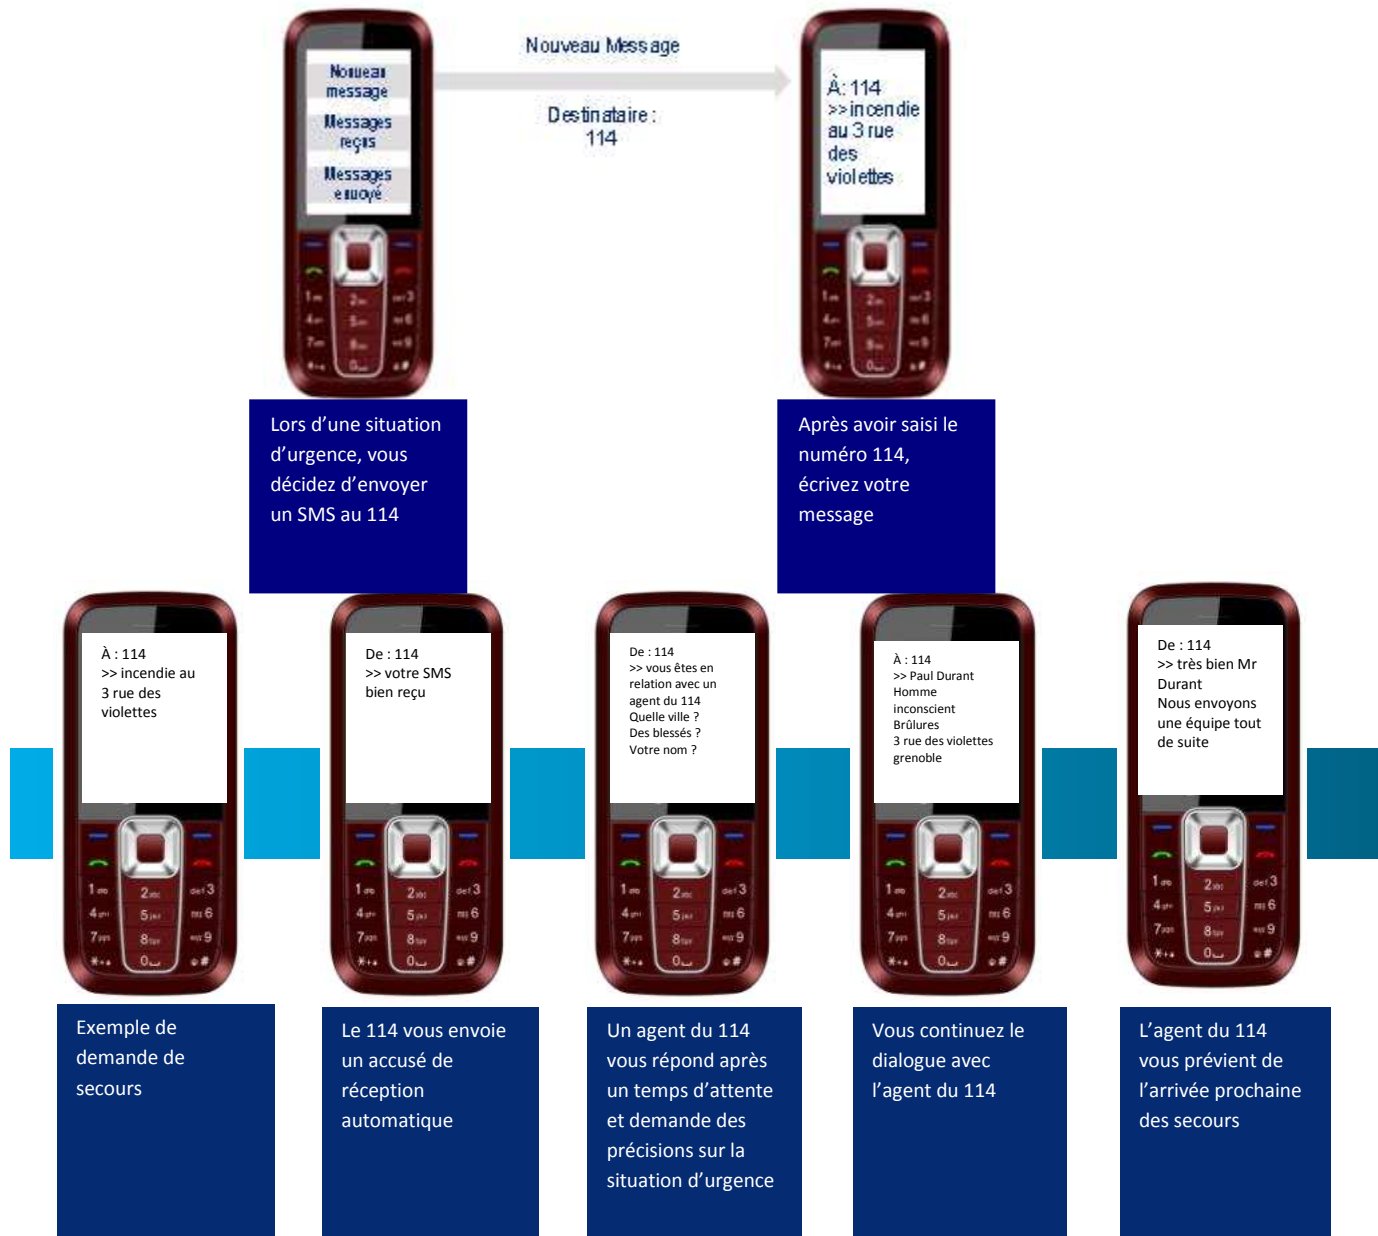 Nouveau
message
Messages
reçus
Messages
envoyé
Nouveau Message
Destinataire :
114
À: 114
>>incendie
au 3 rue
des
violettes
Lors d’une situation
d’urgence, vous
décidez d’envoyer
un SMS au 114
Après avoir saisi le
numéro 114,
écrivez votre
message
À : 114
>> incendie au
3 rue des
violettes
De : 114
>> votre SMS
bien reçu
De : 114
>> vous êtes en
relation avec un
agent du 114
Quelle ville ?
Des blessés ?
Votre nom ?
À : 114
>> Paul Durant
Homme
inconscient
Brûlures
3 rue des violettes
grenoble
De : 114
>> très bien Mr
Durant
Nous envoyons
une équipe tout
de suite
Exemple de
demande de
secours
Le 114 vous envoie
un accusé de
réception
automatique
Un agent du 114
vous répond après
un temps d’attente
et demande des
précisions sur la
situation d’urgence
Vous continuez le
dialogue avec
l’agent du 114
L’agent du 114
vous prévient de
l’arrivée prochaine
des secours